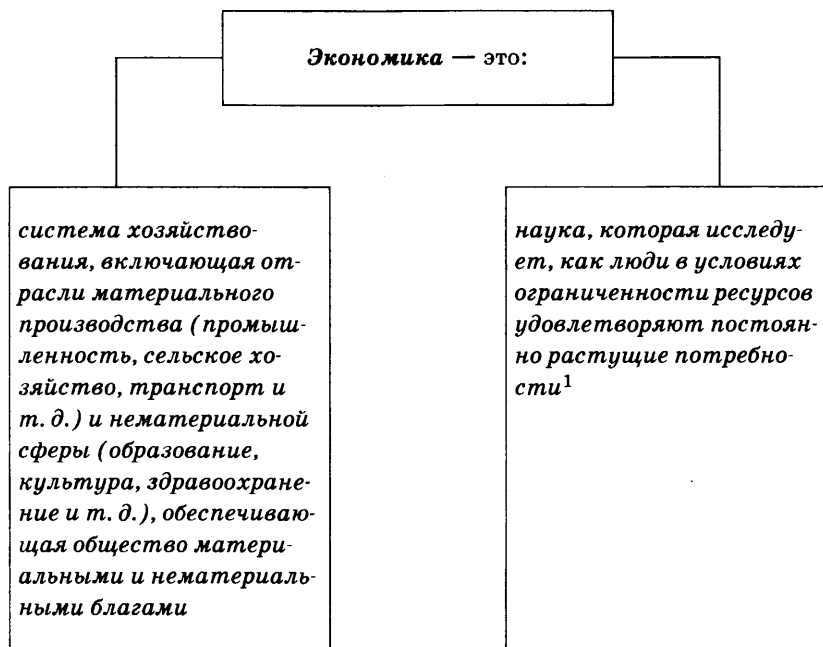 Экономика — это:
система хозяйство-
вания, включающая от-
расли материального
производства (промыш-
ленность, сельское хо-
зяйство, транспорт и
т. д.) и нематериальной
сферы (образование,
культура, здравоохране-
ние и т. д.), обеспечиваю-
щая общество матери-
альными и нематериаль-
ными благами
наука, которая исследу-
ет, как люди в условиях
ограниченности ресурсов
удовлетворяют постоян-
но растущие потребно-
сти¹